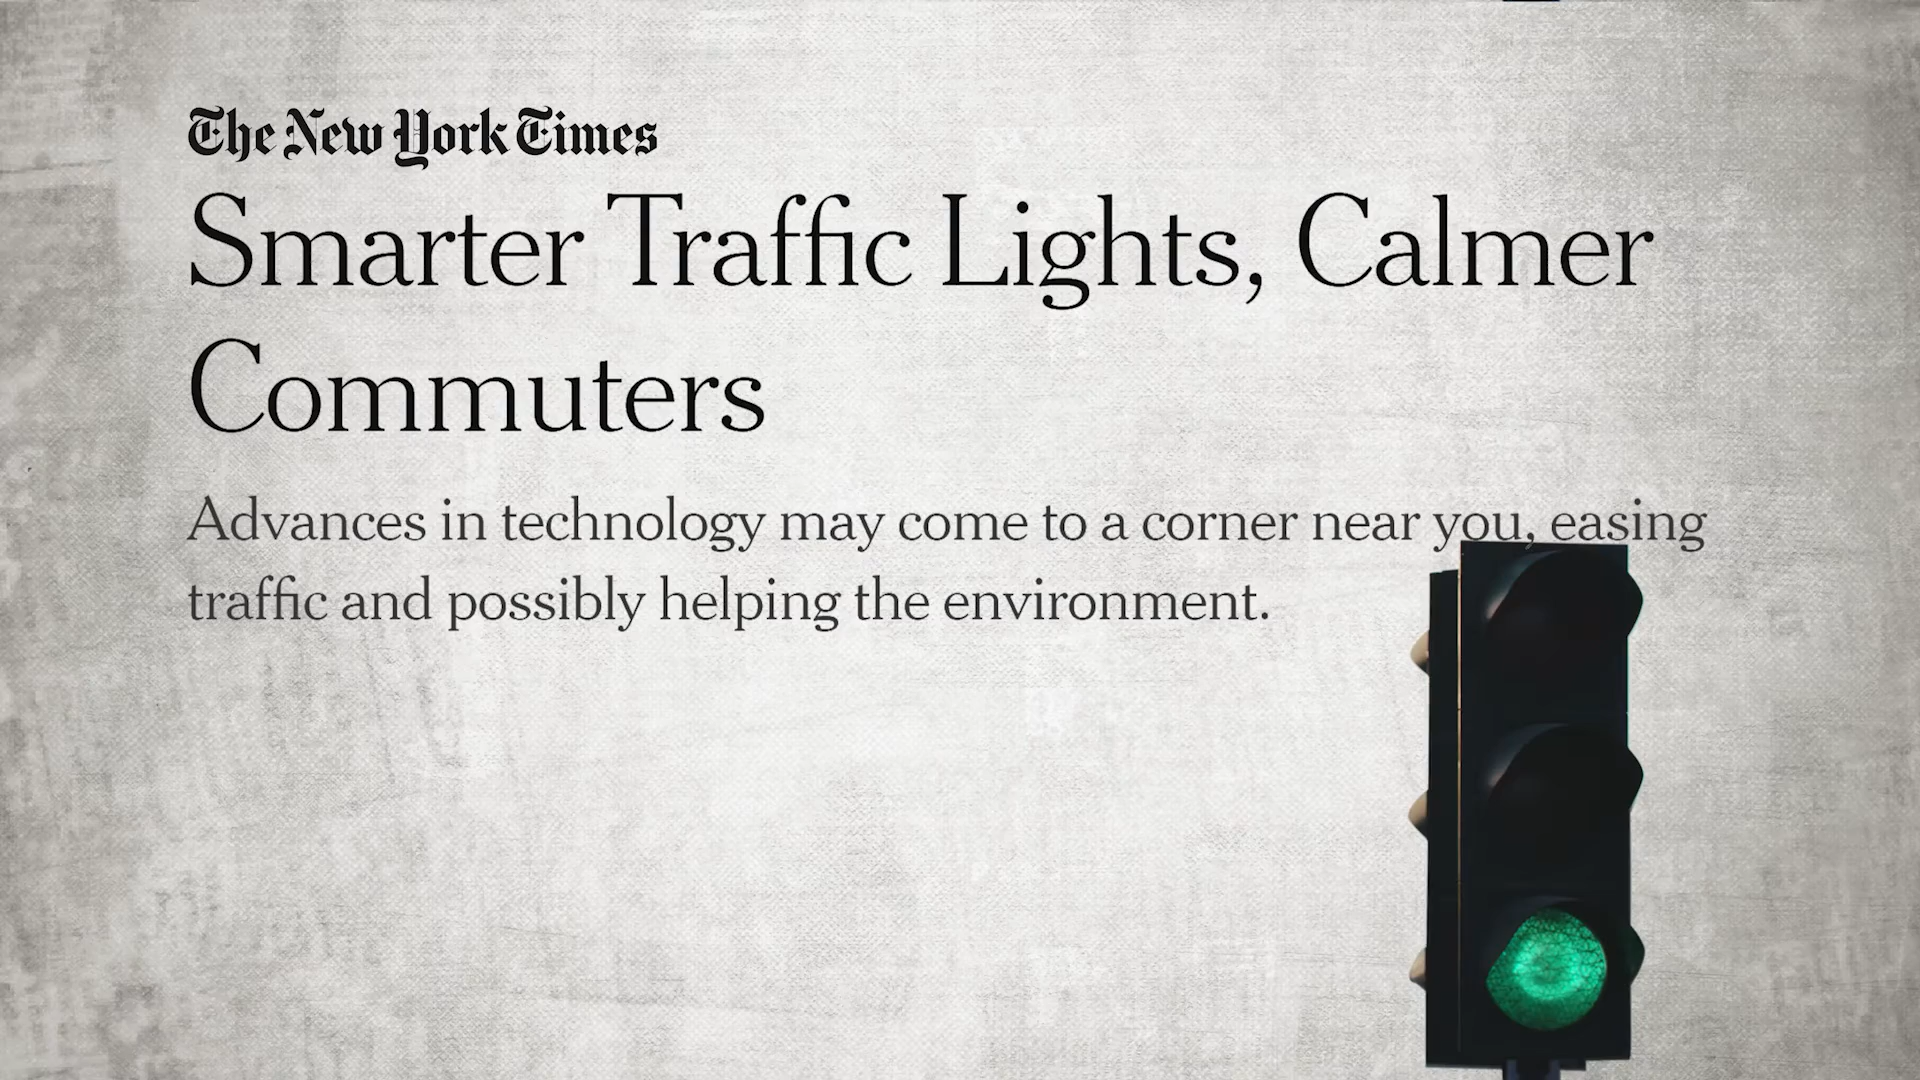 The New York Times
Smarter Traffic Lights, Calmer
Commuters
Advances in technology may come to a corner near you, easing
traffic and possibly helping the environment.